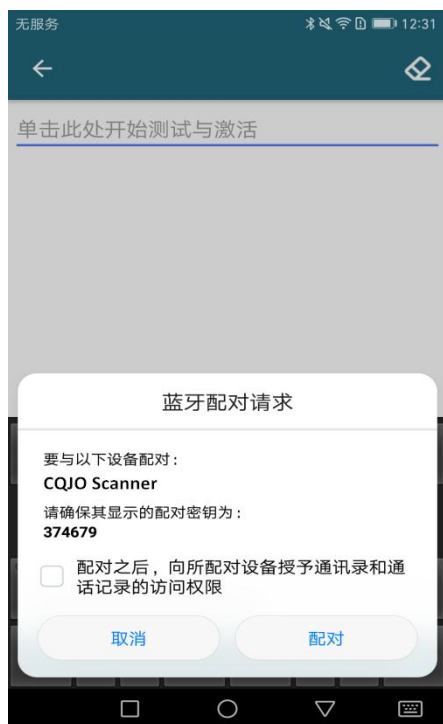 无服务
12:31
单击此处开始测试与激活
蓝牙配对请求
要与以下设备配对：
CQJO Scanner
请确保其显示的配对密钥为：
374679
配对之后，向所配对设备授予通讯录和通
话记录的访问权限
取消
配对